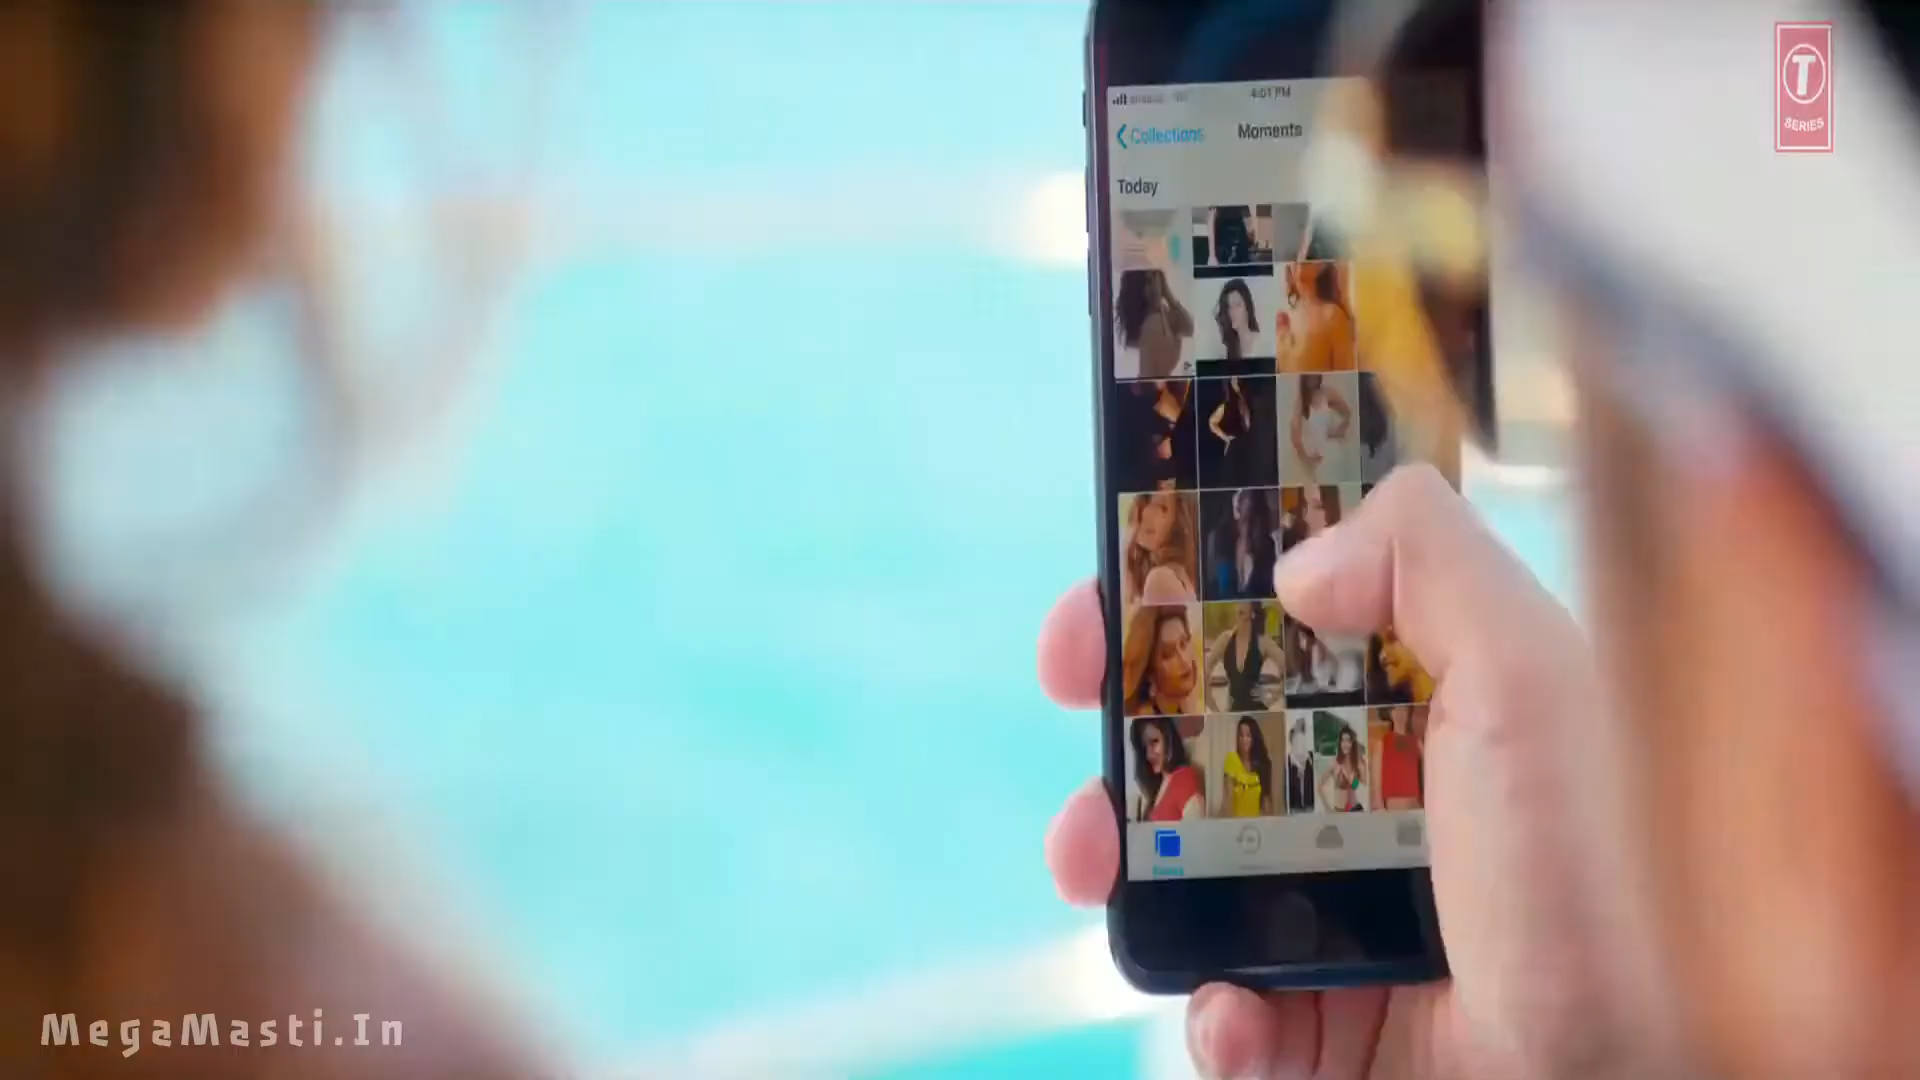 4:01 PM
Collections
Moments
Today
T
SERIES
MegaMasti.In